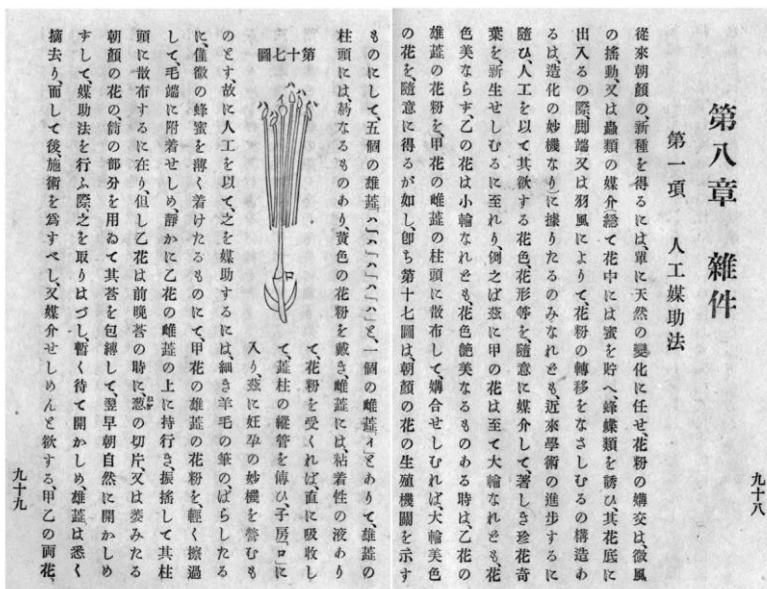 第八章　雜件
第一項　人工媒助法
從來朝顏の、新種を得るには、單に天然の變化に任せ、花粉の媾交は、微風
の搖動、又は蟲類の媒介（總て花中には蜜を貯へ、蜂蝶類を誘ひ、其花底に
出入るの際、脚端又は羽風によりて、花粉の轉移をなさしむるの構造あ
るは、造化の妙機なり）に據りたるのみなれども、近來學術の進步するに
隨ひ、人工を以て其欲する花色花形等を、隨意に媒介して、著しき珍花奇
葉を、新生せしむるに至れり、例之ば茲に甲の花は至て大輪なれども、花
色美ならず、乙の花は小輪なれども、花色艶美なるものある時は、乙花の
雄蕋の花粉を、甲花の雌蕋の柱頭に散布して、媾合せしむれば、大輪美色
の花を、隨意に得るが如し、卽ち第十七圖は、朝顏の花の生殖機關を示す
九十八
ものにして、五個の雄蕋「ハ」「ハ」「ハ」「ハ」「ハ」と、一個の雌蕋「イ」とありて、雄蕋の
柱頭には、葯なるものあり、黃色の花粉を戴き、雌蕋には、粘着性の液あり
第十七圖
ハ
ハ
イ
ハ
ハ
ハ
ロ
て、花粉を受くれば、直に吸收し
て、蕋柱の縱管を傳ひ、子房「ロ」に
入り、茲に妊孕の妙機を營むも
のとす、故に人工を以て、之を媒助するには、細き羊毛の筆の、ばらしたる
に、僅微の蜂蜜を薄く着けたるものにて、甲花の雄蕋の花粉を、輕く擦過
して、毛端に附着せしめ、靜かに乙花の雌蕋の上に持行き、振搖して其柱
頭に散布するに在り、但し乙花は前晚莟の時に、葱の切片、又は萎みたる
朝顏の花の、筒の部分を用ゐて其莟を包縛して、翌早朝自然に開かしめ
ずして、媒助法を行ふ際、之を取りはづし、暫く待て開かしめ、雄蕋は悉く
摘去り、而して後、施術を爲すべし、又媒介せしめんと欲する、甲乙の兩花、
九十九